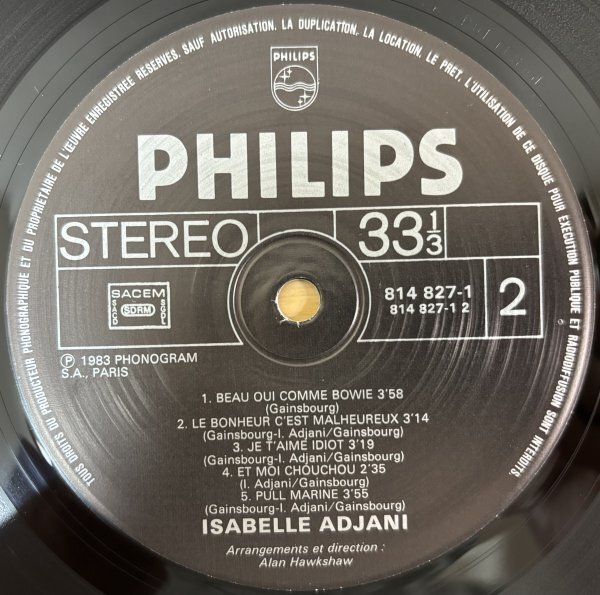 TOUS DROITS DU PRODUCTEUR PHONOGRAPHIQUE ET DU PROPRIETAIRE DE L'ŒUVRE ENREGISTREE RESERVES. SAUF AUTORISATION. LA DUPLICATION. LA LOCATION. LE PRET. L'UTILISATION DE CE DISQUE POUR EXECUTION PUBLIQUE ET RADIODIFFUSION SONT INTERDITS.
PHILIPS
PHILIPS
STEREO 33⅓
SACEM
SACD SDRM SGDL
814 827-1
814 827-1 2
2
℗ 1983 PHONOGRAM
S.A., PARIS
1. BEAU OUI COMME BOWIE 3'58
(Gainsbourg)
2. LE BONHEUR C'EST MALHEUREUX 3'14
(Gainsbourg-I. Adjani/Gainsbourg)
3. JE T'AIME IDIOT 3'19
(Gainsbourg-I. Adjani/Gainsbourg)
4. ET MOI CHOUCHOU 2'35
(I. Adjani/Gainsbourg)
5. PULL MARINE 3'55
(Gainsbourg-I. Adjani/Gainsbourg)
ISABELLE ADJANI
Arrangements et direction :
Alan Hawkshaw